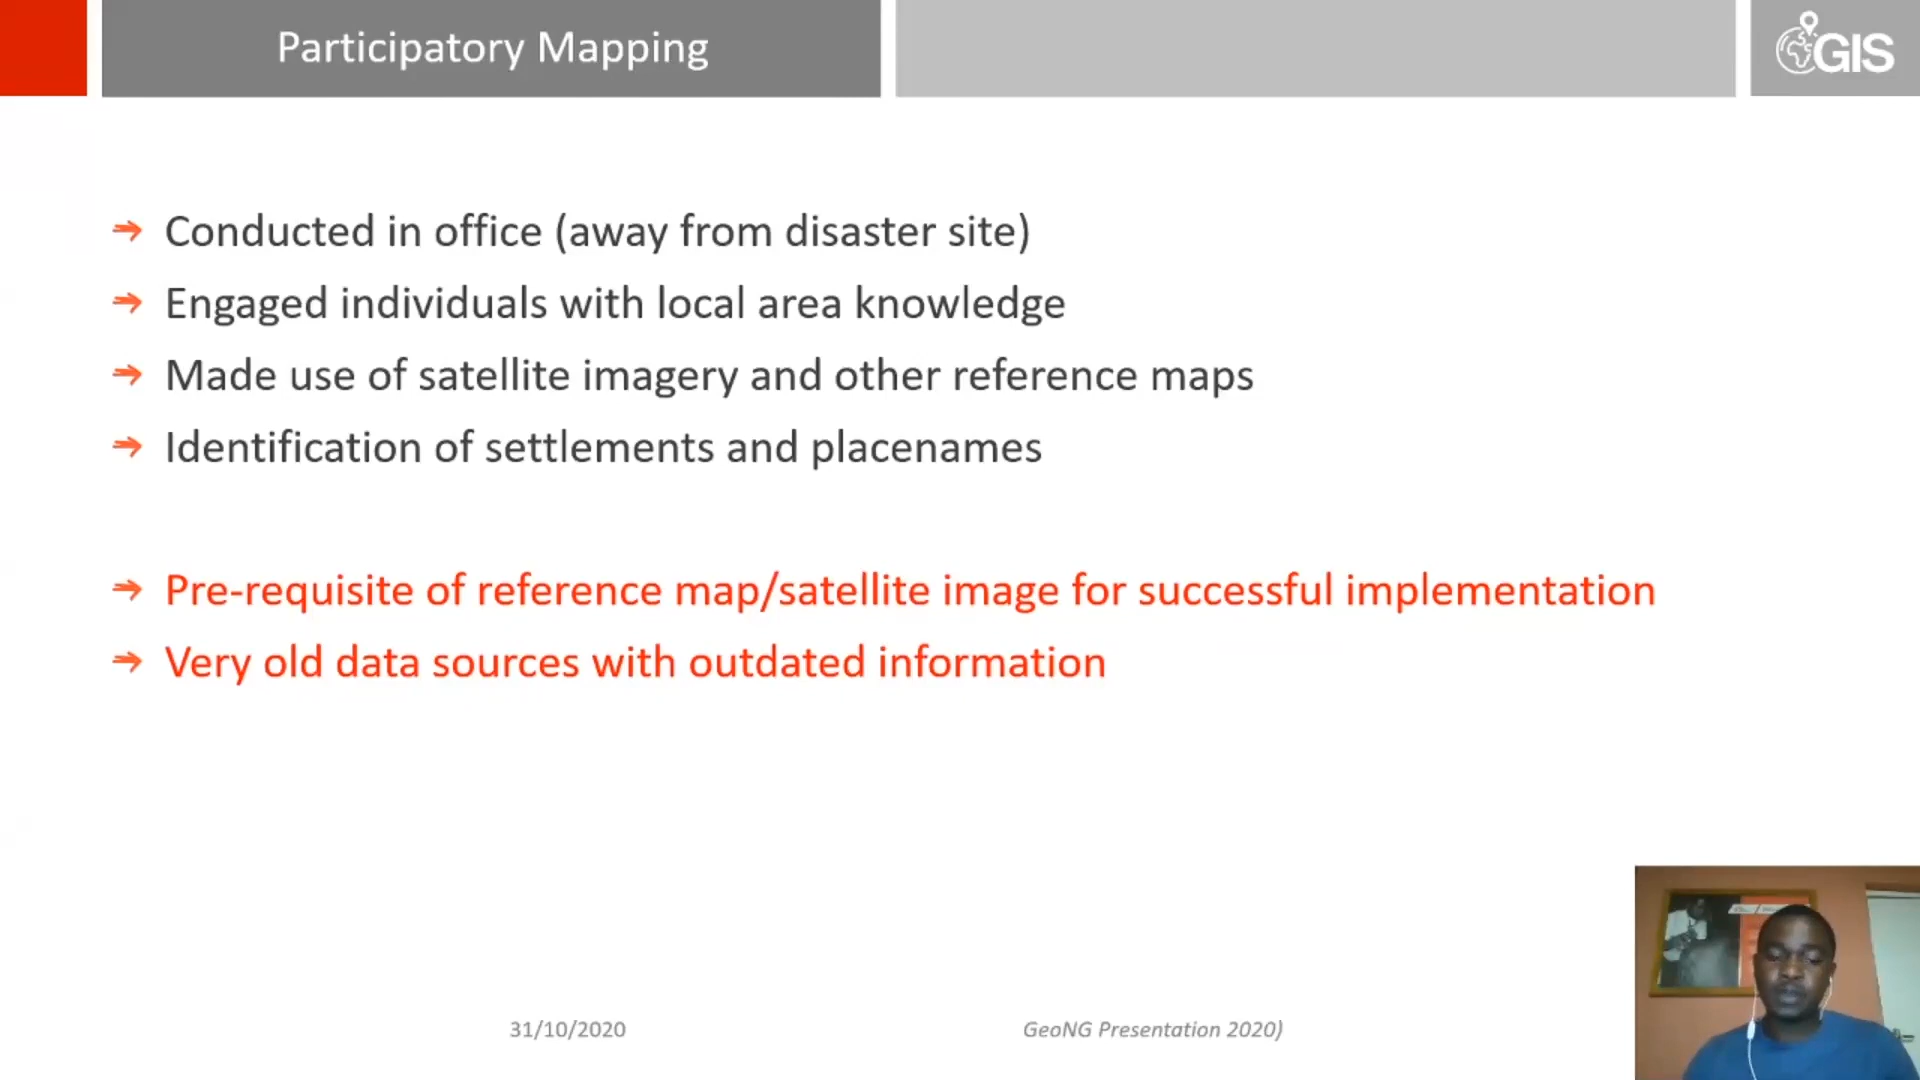 Participatory Mapping
GIS
Conducted in office (away from disaster site)
Engaged individuals with local area knowledge
Made use of satellite imagery and other reference maps
Identification of settlements and placenames
Pre-requisite of reference map/satellite image for successful implementation
Very old data sources with outdated information
31/10/2020
GeoNG Presentation 2020)